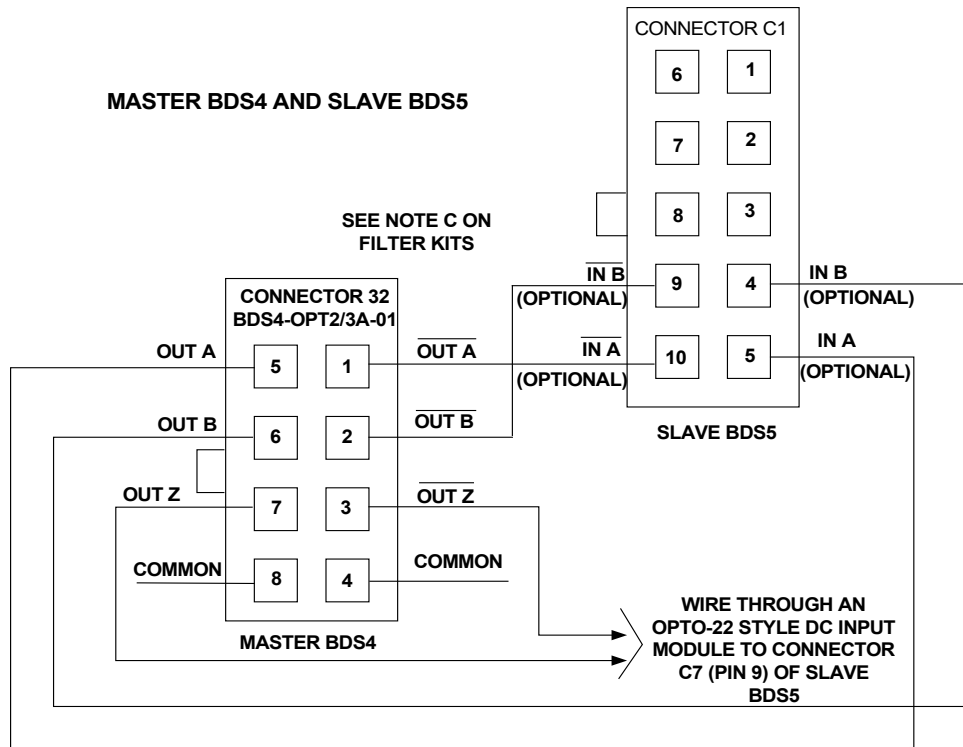 CONNECTOR C1
6 1
MASTER BDS4 AND SLAVE BDS5
7 2
8 3
SEE NOTE C ON
FILTER KITS
IN B
(OPTIONAL)
9 4
IN B
(OPTIONAL)
IN A
(OPTIONAL)
10 5
IN A
(OPTIONAL)
SLAVE BDS5
CONNECTOR 32
BDS4-OPT2/3A-01
OUT A
5 1
OUT A
OUT B
6 2
OUT B
OUT Z
7 3
OUT Z
COMMON
8 4
COMMON
MASTER BDS4
WIRE THROUGH AN
OPTO-22 STYLE DC INPUT
MODULE TO CONNECTOR
C7 (PIN 9) OF SLAVE
BDS5